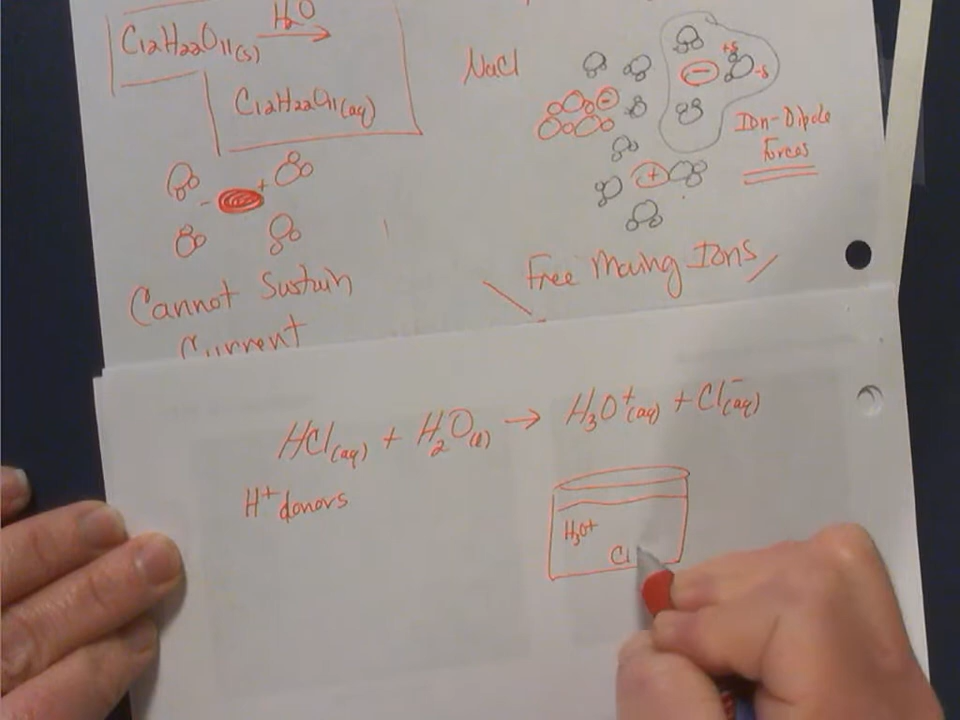 C12H22O11(s) H2O →
C12H22O11(aq)
- +
Cannot Sustain
Current
NaCl
-
- +δ -δ
+
Ion-Dipole
Forces
Free Moving Ions
HCl(aq) + H2O(l) → H3O+(aq) + Cl-(aq)
H+ donors
H3O+
Cl